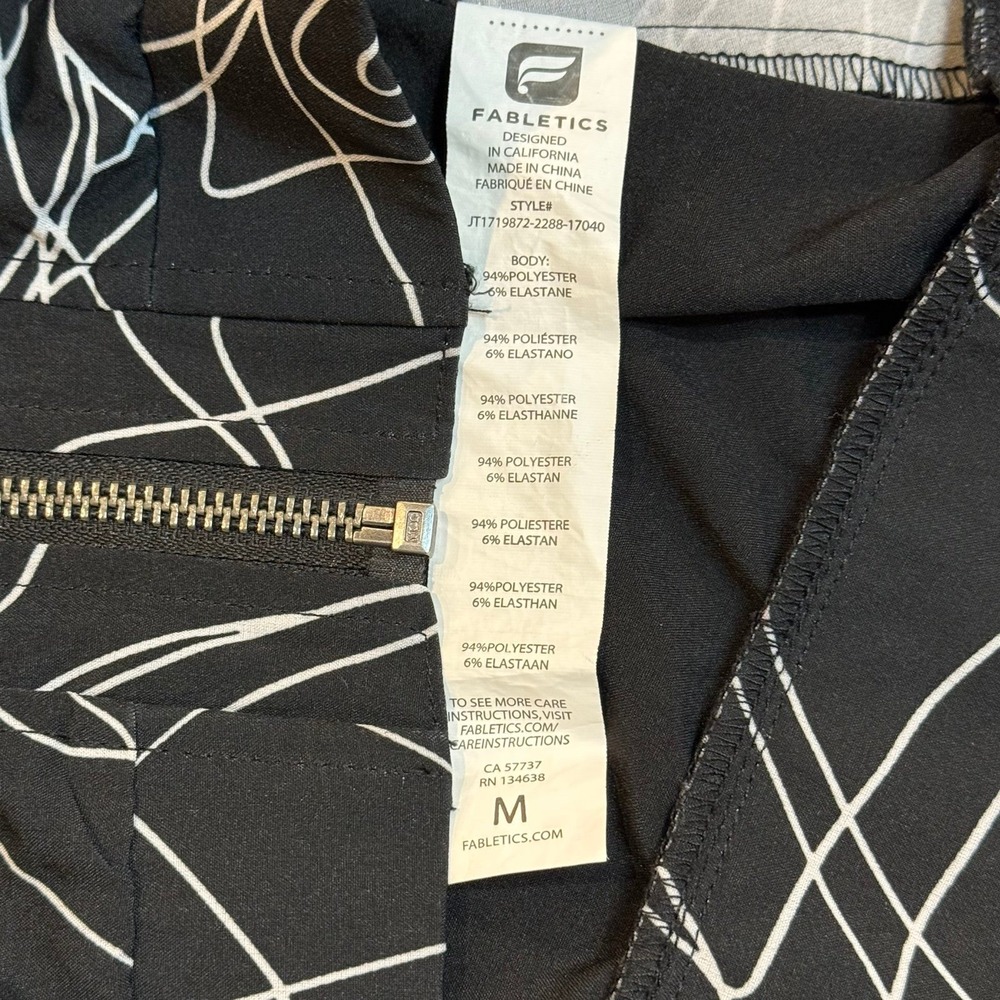 FABLETICS
DESIGNED
IN CALIFORNIA
MADE IN CHINA
FABRIQUÉ EN CHINE
STYLE#
JT1719872-2288-17040
BODY:
94%POLYESTER
6% ELASTANE
94% POLIÉSTER
6% ELASTANO
94% POLYESTER
6% ELASTHANNE
94% POLYESTER
6% ELASTAN
94% POLIESTERE
6% ELASTAN
94%POLYESTER
6% ELASTHAN
94%POLYESTER
6% ELASTAAN
TO SEE MORE CARE
INSTRUCTIONS,VISIT
FABLETICS.COM/
CAREINSTRUCTIONS
CA 57737
RN 134638
M
FABLETICS.COM